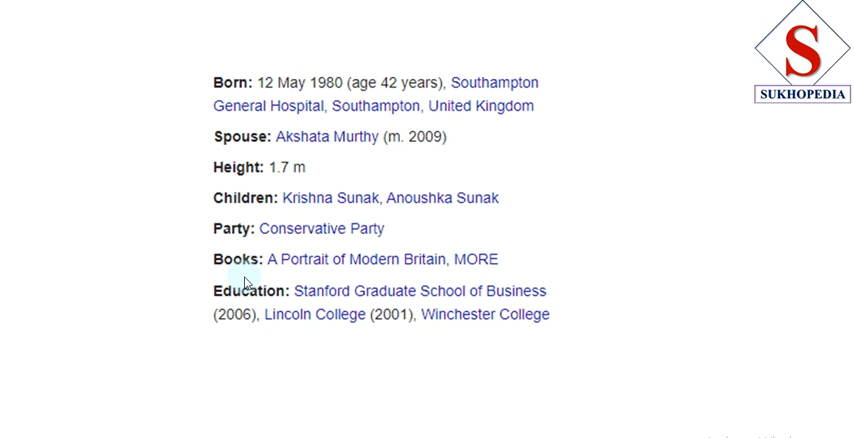 S
SUKHOPEDIA
Born: 12 May 1980 (age 42 years), Southampton
General Hospital, Southampton, United Kingdom
Spouse: Akshata Murthy (m. 2009)
Height: 1.7 m
Children: Krishna Sunak, Anoushka Sunak
Party: Conservative Party
Books: A Portrait of Modern Britain, MORE
Education: Stanford Graduate School of Business
(2006), Lincoln College (2001), Winchester College